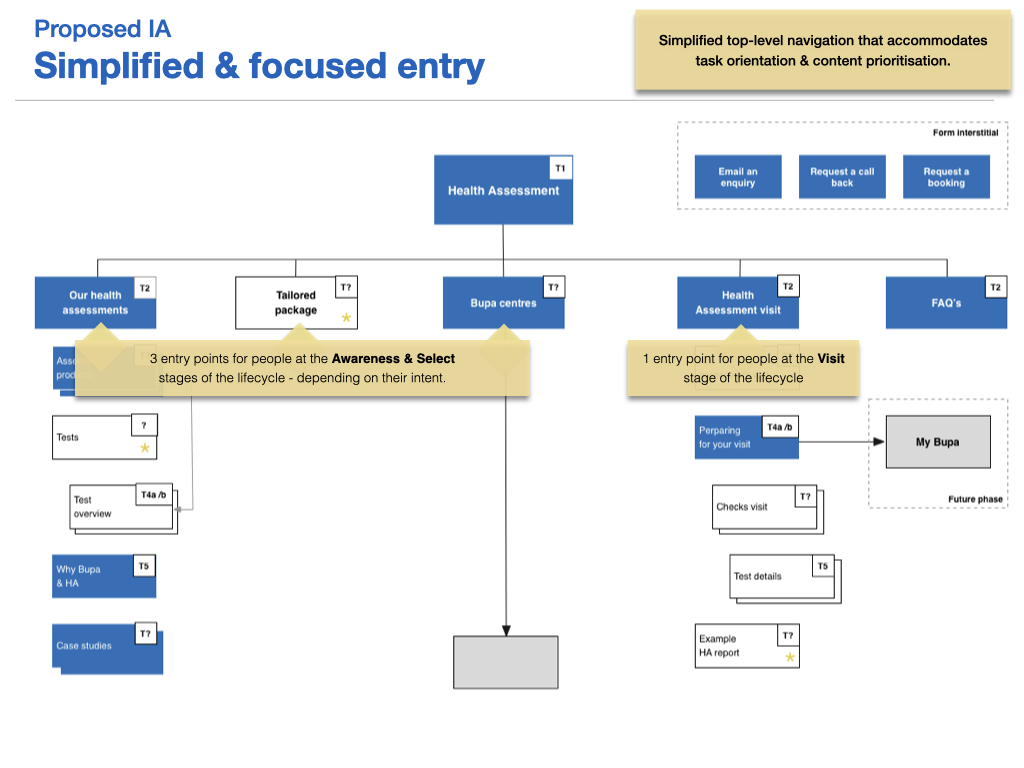 Proposed IA
Simplified & focused entry
Simplified top-level navigation that accommodates
task orientation & content prioritisation.
Form interstitial
Email an
enquiry
Request a call
back
Request a
booking
T1
Health Assessment
T2
Our health
assessments
T?
Tailored
package
*
T?
Bupa centres
T2
Health
Assessment visit
T2
FAQ's
3 entry points for people at the Awareness & Select
stages of the lifecycle - depending on their intent.
1 entry point for people at the Visit
stage of the lifecycle
?
Tests
*
T4a /b
Test
overview
T5
Why Bupa
& HA
T?
Case studies
T4a /b
Perparing
for your visit
My Bupa
Future phase
T?
Checks visit
T5
Test details
T?
Example
HA report
*